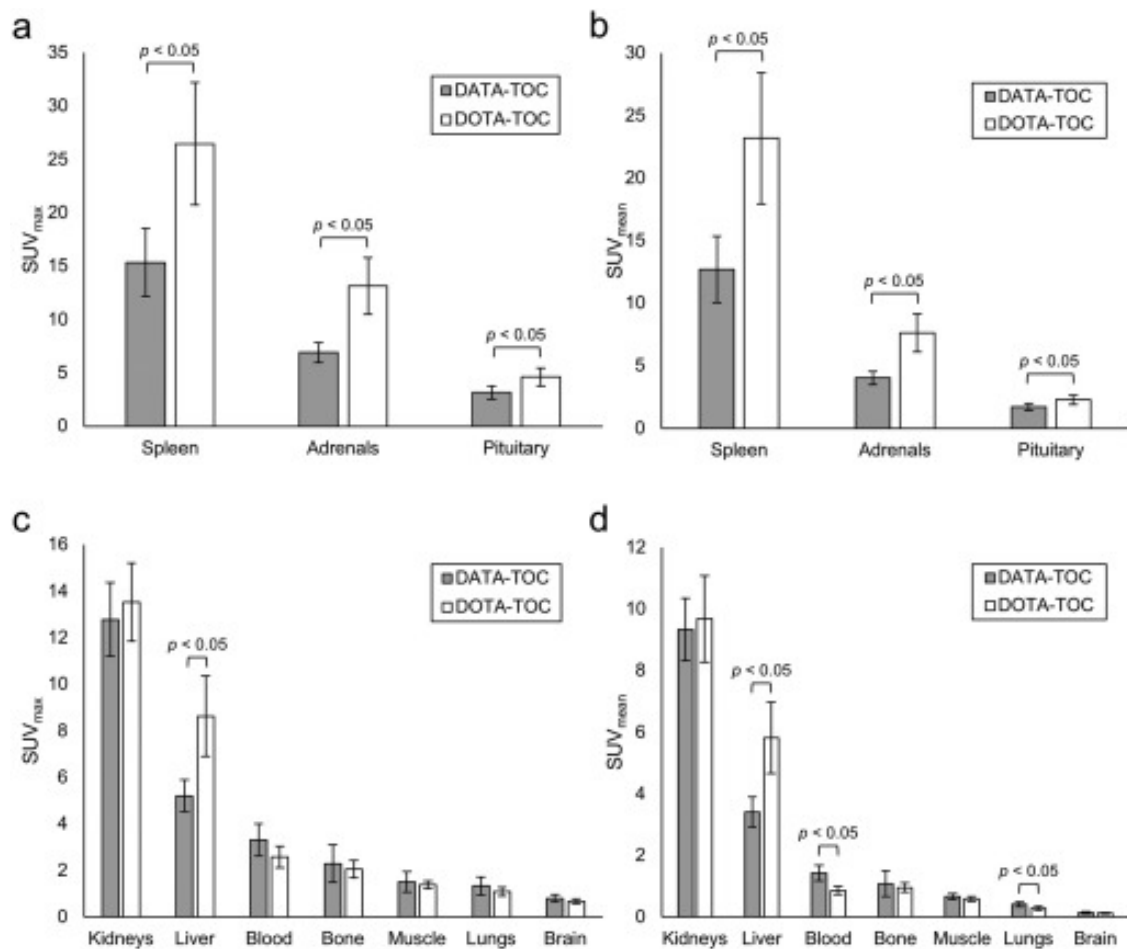 a
35
30
25
20
15
10
5
0
SUVmax
p < 0.05
p < 0.05
p < 0.05
DATA-TOC
DOTA-TOC
Spleen Adrenals Pituitary
b
30
25
20
15
10
5
0
SUVmean
p < 0.05
p < 0.05
p < 0.05
DATA-TOC
DOTA-TOC
Spleen Adrenals Pituitary
c
16
14
12
10
8
6
4
2
0
SUVmax
p < 0.05
DATA-TOC
DOTA-TOC
Kidneys Liver Blood Bone Muscle Lungs Brain
d
12
10
8
6
4
2
0
SUVmean
p < 0.05
p < 0.05
p < 0.05
DATA-TOC
DOTA-TOC
Kidneys Liver Blood Bone Muscle Lungs Brain